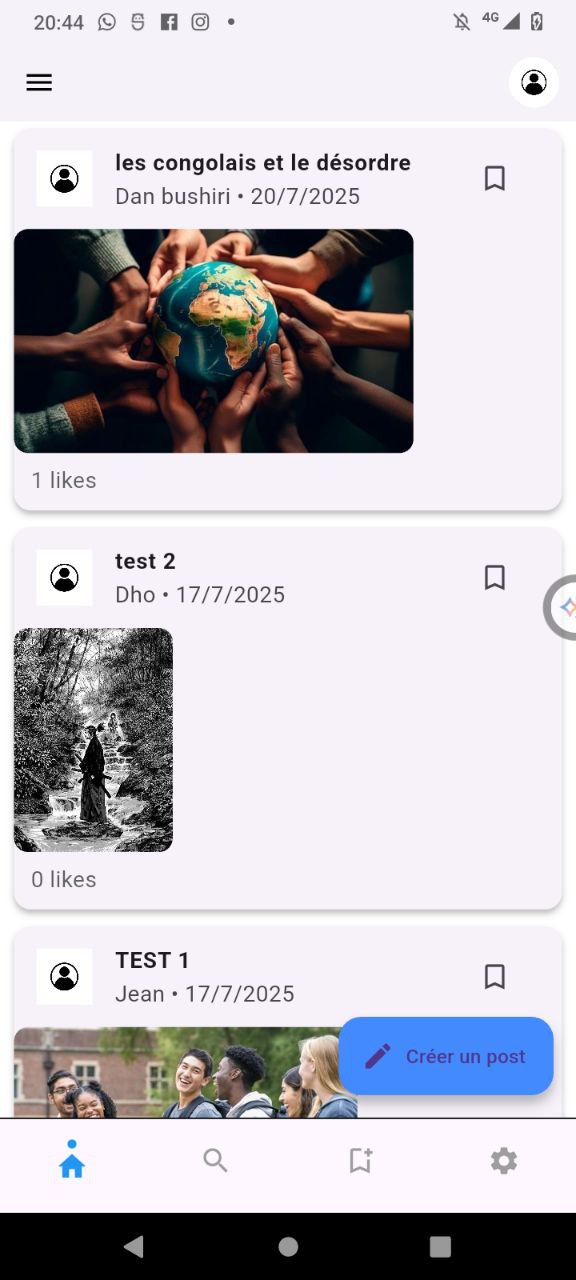 20:44
4G
les congolais et le désordre
Dan bushiri • 20/7/2025
1 likes
test 2
Dho • 17/7/2025
0 likes
TEST 1
Jean • 17/7/2025
Créer un post